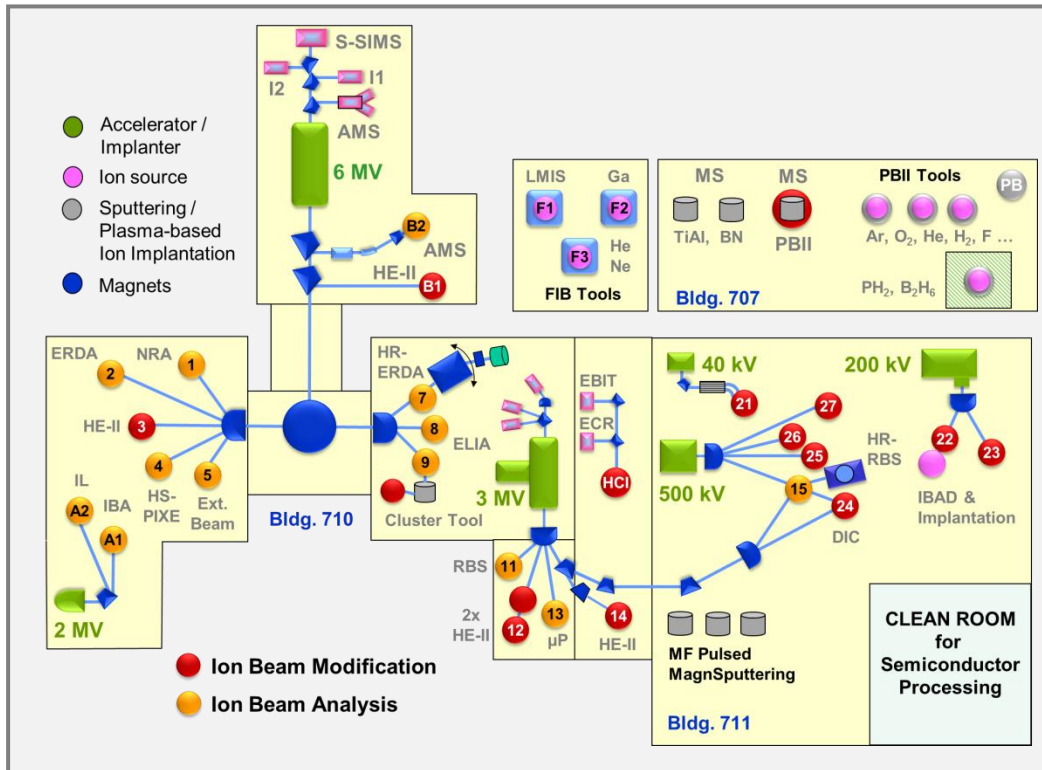 S-SIMS
I2
I1
AMS
6 MV
B2
AMS
HE-II
B1
Accelerator /
Implanter
Ion source
Sputtering /
Plasma-based
Ion Implantation
Magnets
LMIS
Ga
F1
F2
F3
He
Ne
FIB Tools
MS
MS
PBII Tools
PB
TiAl, BN
PBII
Ar, O₂, He, H₂, F ...
PH₂, B₂H₆
Bldg. 707
ERDA
NRA
1
2
HE-II
3
4
5
HS-
PIXE
Ext.
Beam
IL
IBA
A2
A1
2 MV
Bldg. 710
HR-
ERDA
7
8
9
ELIA
Cluster Tool
3 MV
EBIT
ECR
HCI
RBS
11
2x
HE-II
12
13
µP
14
HE-II
40 kV
21
500 kV
27
26
25
15
HR-
RBS
24
DIC
200 kV
22
23
IBAD &
Implantation
MF Pulsed
MagnSputtering
Bldg. 711
CLEAN ROOM
for
Semiconductor
Processing
Ion Beam Modification
Ion Beam Analysis